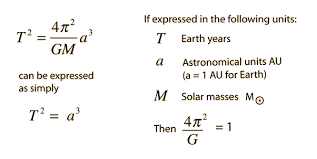 T² = 4π²/GM a³
can be expressed
as simply
T² = a³
If expressed in the following units:
T Earth years
a Astronomical units AU
(a = 1 AU for Earth)
M Solar masses M⊙
Then 4π²/G = 1